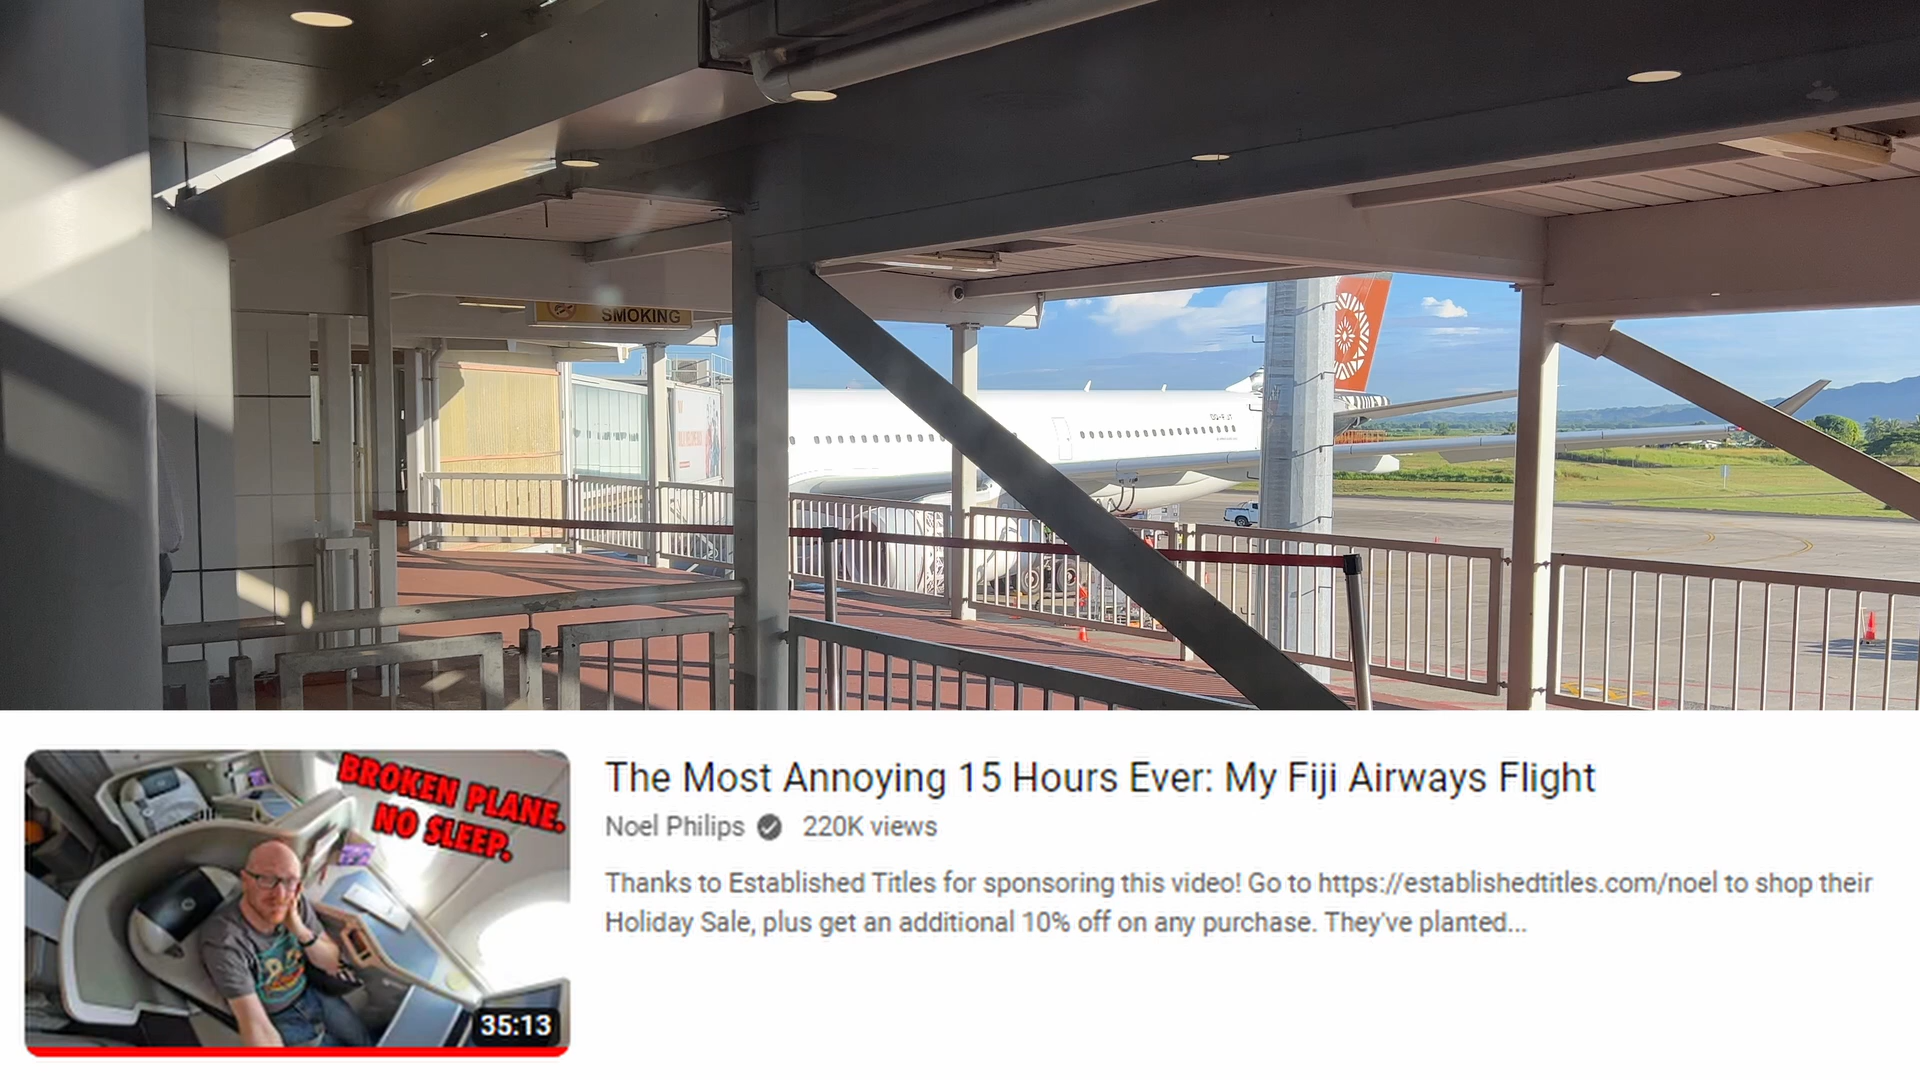 SMOKING
BROKEN PLANE.
NO SLEEP.
35:13
The Most Annoying 15 Hours Ever: My Fiji Airways Flight
Noel Philips 220K views
Thanks to Established Titles for sponsoring this video! Go to https://establishedtitles.com/noel to shop their
Holiday Sale, plus get an additional 10% off on any purchase. They've planted...